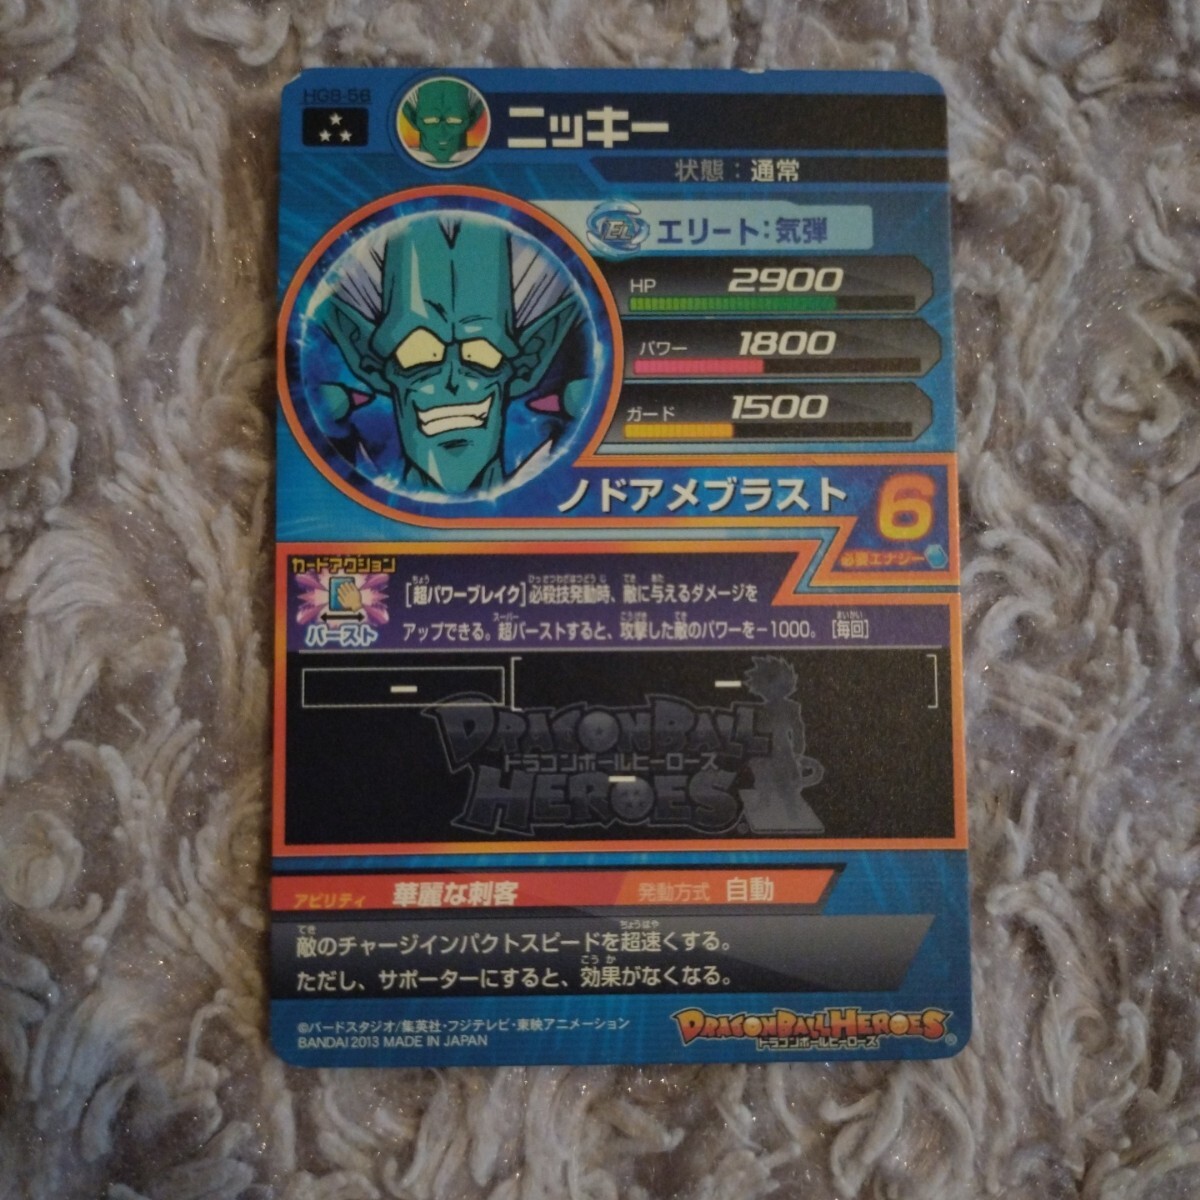 HG8-56
ニッキー
状態：通常
EL エリート：気弾
HP 2900
パワー 1800
ガード 1500
ノドアメブラスト 6
必要エナジー
カードアクション
バースト
[超パワーブレイク]必殺技発動時、敵に与えるダメージを
アップできる。超バーストすると、攻撃した敵のパワーを−1000。[毎回]
− −
DRAGONBALL
ドラゴンボールヒーローズ
−
HEROES
アビリティ 華麗な刺客 発動方式 自動
敵のチャージインパクトスピードを超速くする。
ただし、サポーターにすると、効果がなくなる。
©バードスタジオ/集英社・フジテレビ・東映アニメーション
BANDAI 2013 MADE IN JAPAN
DRAGONBALL HEROES
ドラゴンボールヒーローズ